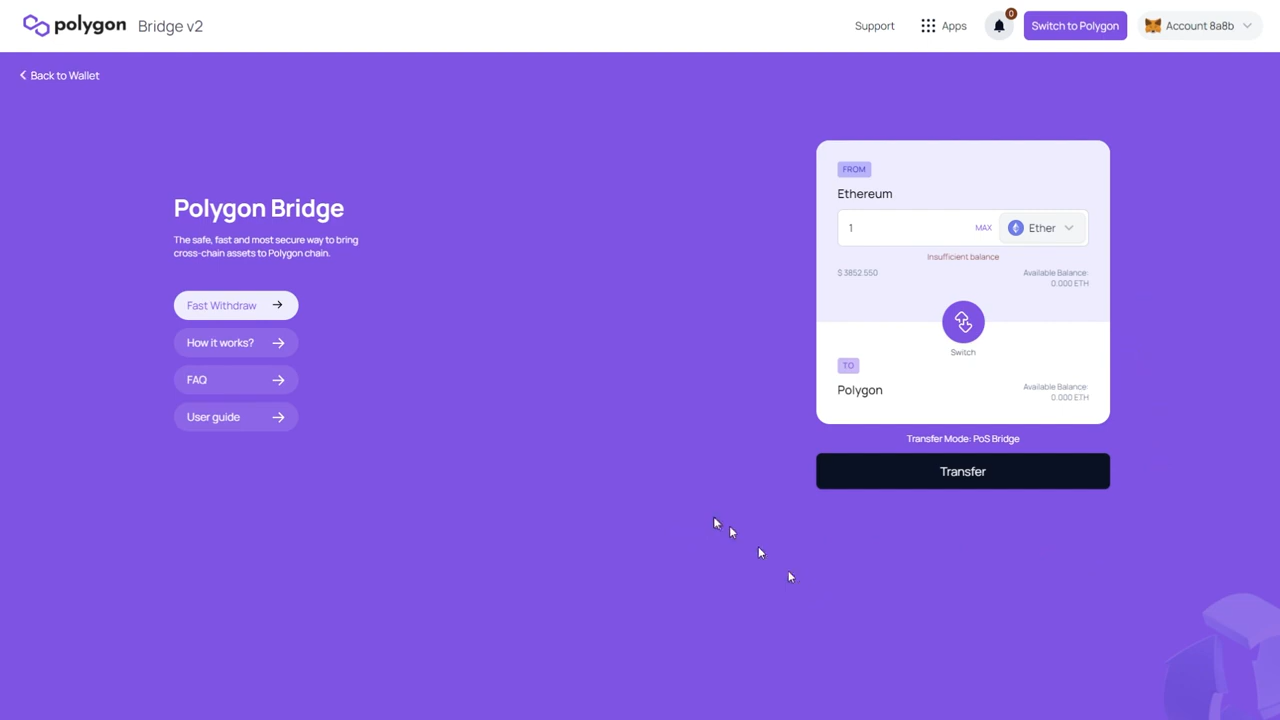 polygon Bridge v2
Support
Apps
0
Switch to Polygon
Account 8a8b
Back to Wallet
Polygon Bridge
The safe, fast and most secure way to bring
cross-chain assets to Polygon chain.
Fast Withdraw
How it works?
FAQ
User guide
FROM
Ethereum
1
MAX
Ether
Insufficient balance
$ 3852.550
Available Balance:
0.000 ETH
Switch
TO
Polygon
Available Balance:
0.000 ETH
Transfer Mode: PoS Bridge
Transfer